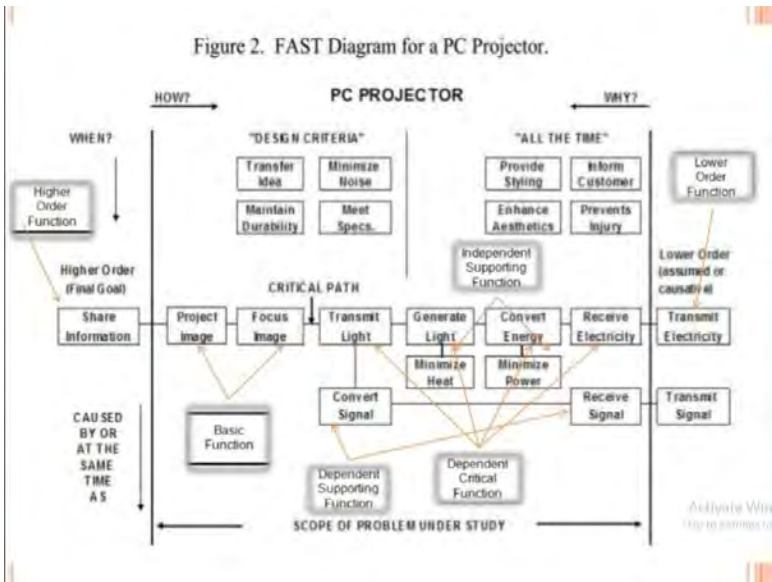 Figure 2. FAST Diagram for a PC Projector.
HOW?
PC PROJECTOR
WHY?
WHEN?
"DESIGN CRITERIA"
"ALL THE TIME"
Transfer
Idea
Minimize
Noise
Provide
Styling
Inform
Customer
Lower
Order
Function
Higher
Order
Function
Maintain
Durability
Meet
Specs.
Enhance
Aesthetics
Prevents
Injury
Higher Order
(Final Goal)
CRITICAL PATH
Independent
Supporting
Function
Lower Order
(assumed or
causative)
Share
Information
Project
Image
Focus
Image
Transmit
Light
Generate
Light
Convert
Energy
Receive
Electricity
Transmit
Electricity
Minimize
Heat
Minimize
Power
Convert
Signal
Receive
Signal
Transmit
Signal
CAUSED
BY OR
AT THE
SAME
TIME
AS
Basic
Function
Dependent
Supporting
Function
Dependent
Critical
Function
SCOPE OF PROBLEM UNDER STUDY
Activate